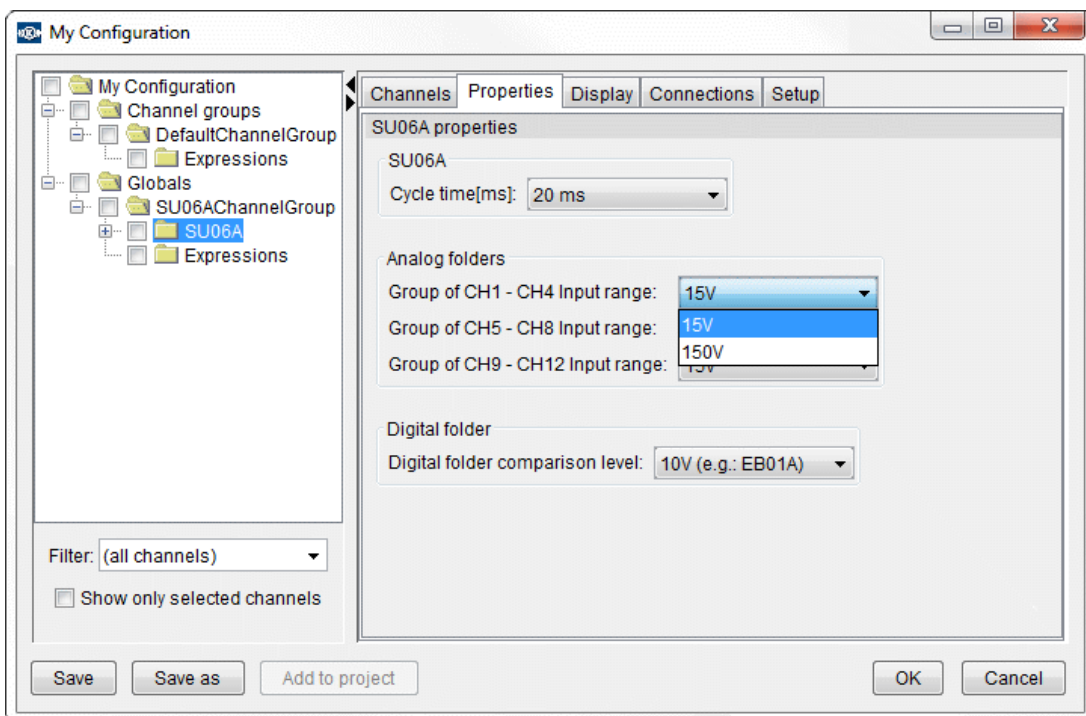 My Configuration
My Configuration
Channel groups
DefaultChannelGroup
Expressions
Globals
SU06AChannelGroup
SU06A
Expressions
Filter: (all channels)
Show only selected channels
Channels Properties Display Connections Setup
SU06A properties
SU06A
Cycle time[ms]: 20 ms
Analog folders
Group of CH1 - CH4 Input range: 15V
Group of CH5 - CH8 Input range: 15V
150V
Group of CH9 - CH12 Input range:
Digital folder
Digital folder comparison level: 10V (e.g.: EB01A)
Save Save as Add to project OK Cancel